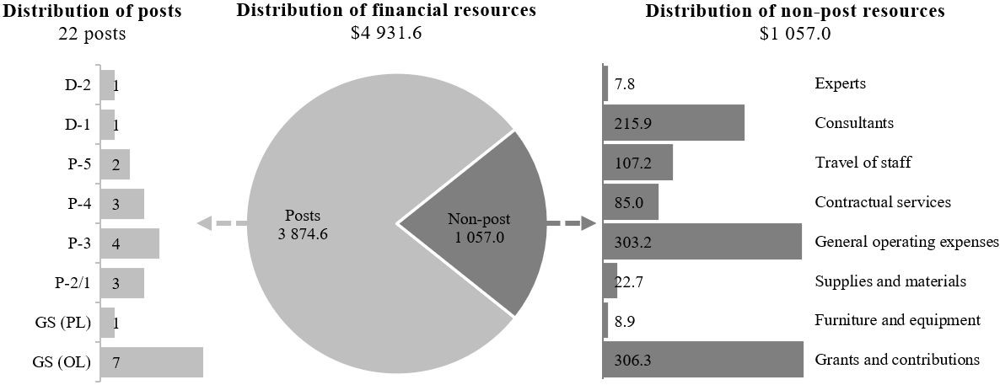 Distribution of posts
22 posts
D-2 1
D-1 1
P-5 2
P-4 3
P-3 4
P-2/1 3
GS (PL) 1
GS (OL) 7
Distribution of financial resources
$4 931.6
Posts
3 874.6
Non-post
1 057.0
Distribution of non-post resources
$1 057.0
7.8 Experts
215.9 Consultants
107.2 Travel of staff
85.0 Contractual services
303.2 General operating expenses
22.7 Supplies and materials
8.9 Furniture and equipment
306.3 Grants and contributions